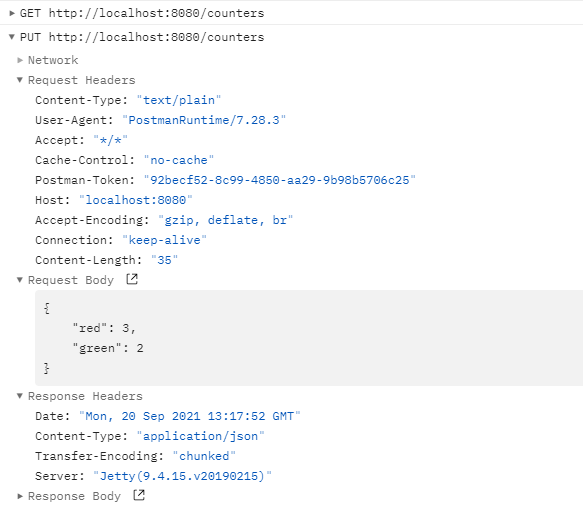 GET http://localhost:8080/counters
PUT http://localhost:8080/counters
Network
Request Headers
Content-Type: "text/plain"
User-Agent: "PostmanRuntime/7.28.3"
Accept: "*/*"
Cache-Control: "no-cache"
Postman-Token: "92becf52-8c99-4850-aa29-9b98b5706c25"
Host: "localhost:8080"
Accept-Encoding: "gzip, deflate, br"
Connection: "keep-alive"
Content-Length: "35"
Request Body
{
    "red": 3,
    "green": 2
}
Response Headers
Date: "Mon, 20 Sep 2021 13:17:52 GMT"
Content-Type: "application/json"
Transfer-Encoding: "chunked"
Server: "Jetty(9.4.15.v20190215)"
Response Body